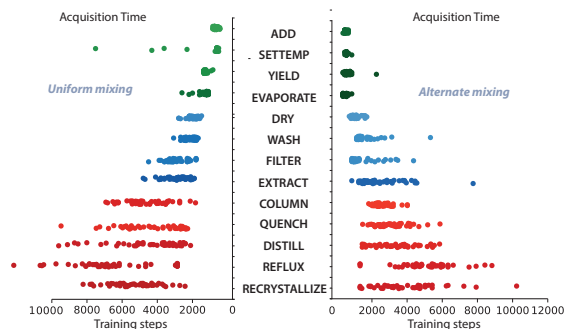 Acquisition Time
Acquisition Time
Uniform mixing
Alternate mixing
ADD
SETTEMP
YIELD
EVAPORATE
DRY
WASH
FILTER
EXTRACT
COLUMN
QUENCH
DISTILL
REFLUX
RECRYSTALLIZE
10000 8000 6000 4000 2000 0
0 2000 4000 6000 8000 10000 12000
Training steps
Training steps